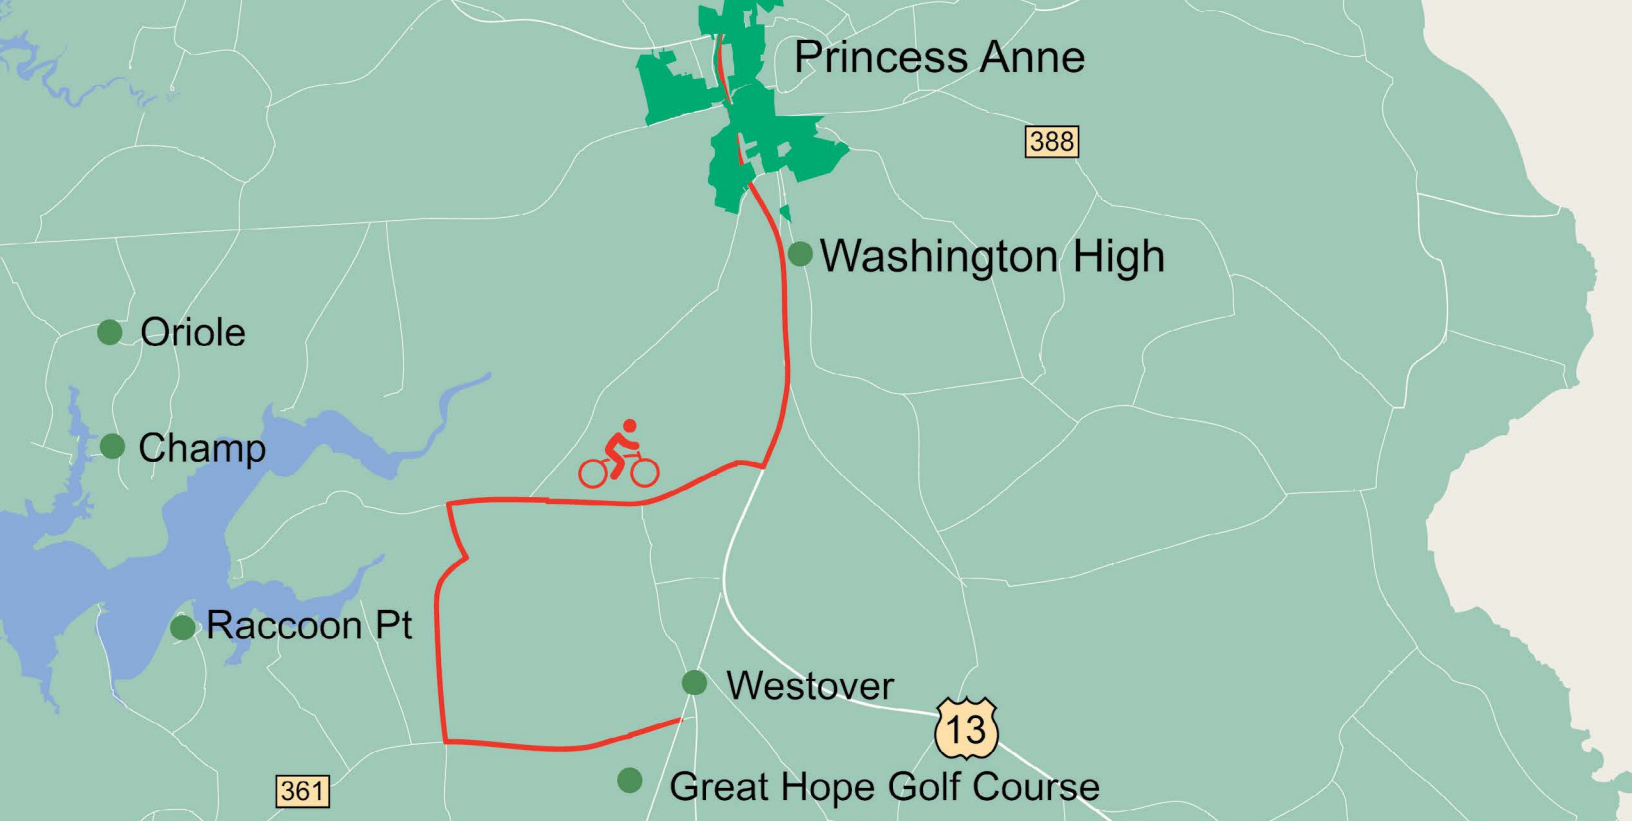 Princess Anne
388
Washington High
Oriole
Champ
Raccoon Pt
Westover
13
Great Hope Golf Course
361